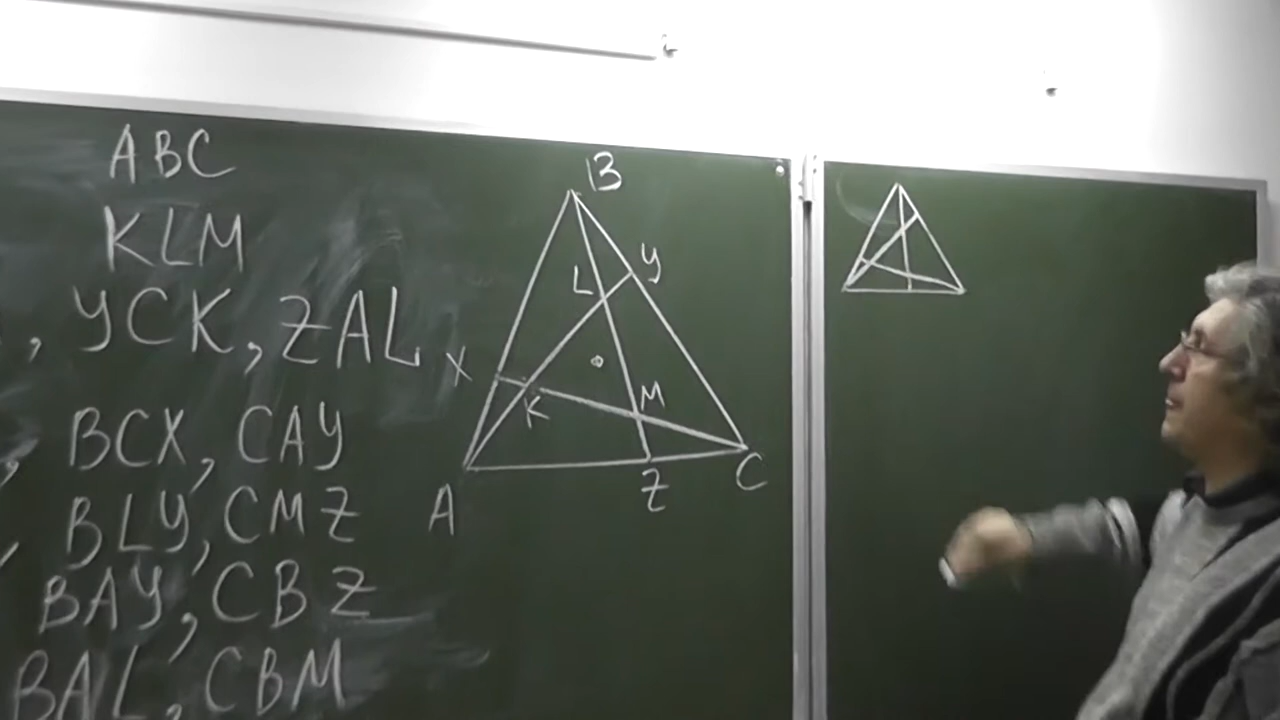 ABC
KLM
, YCK, ZAL
, BCX, CAY
, BLY, CMZ
BAY, CBZ
BAL, CBM
B
Y
L
X
K
M
A
Z
C